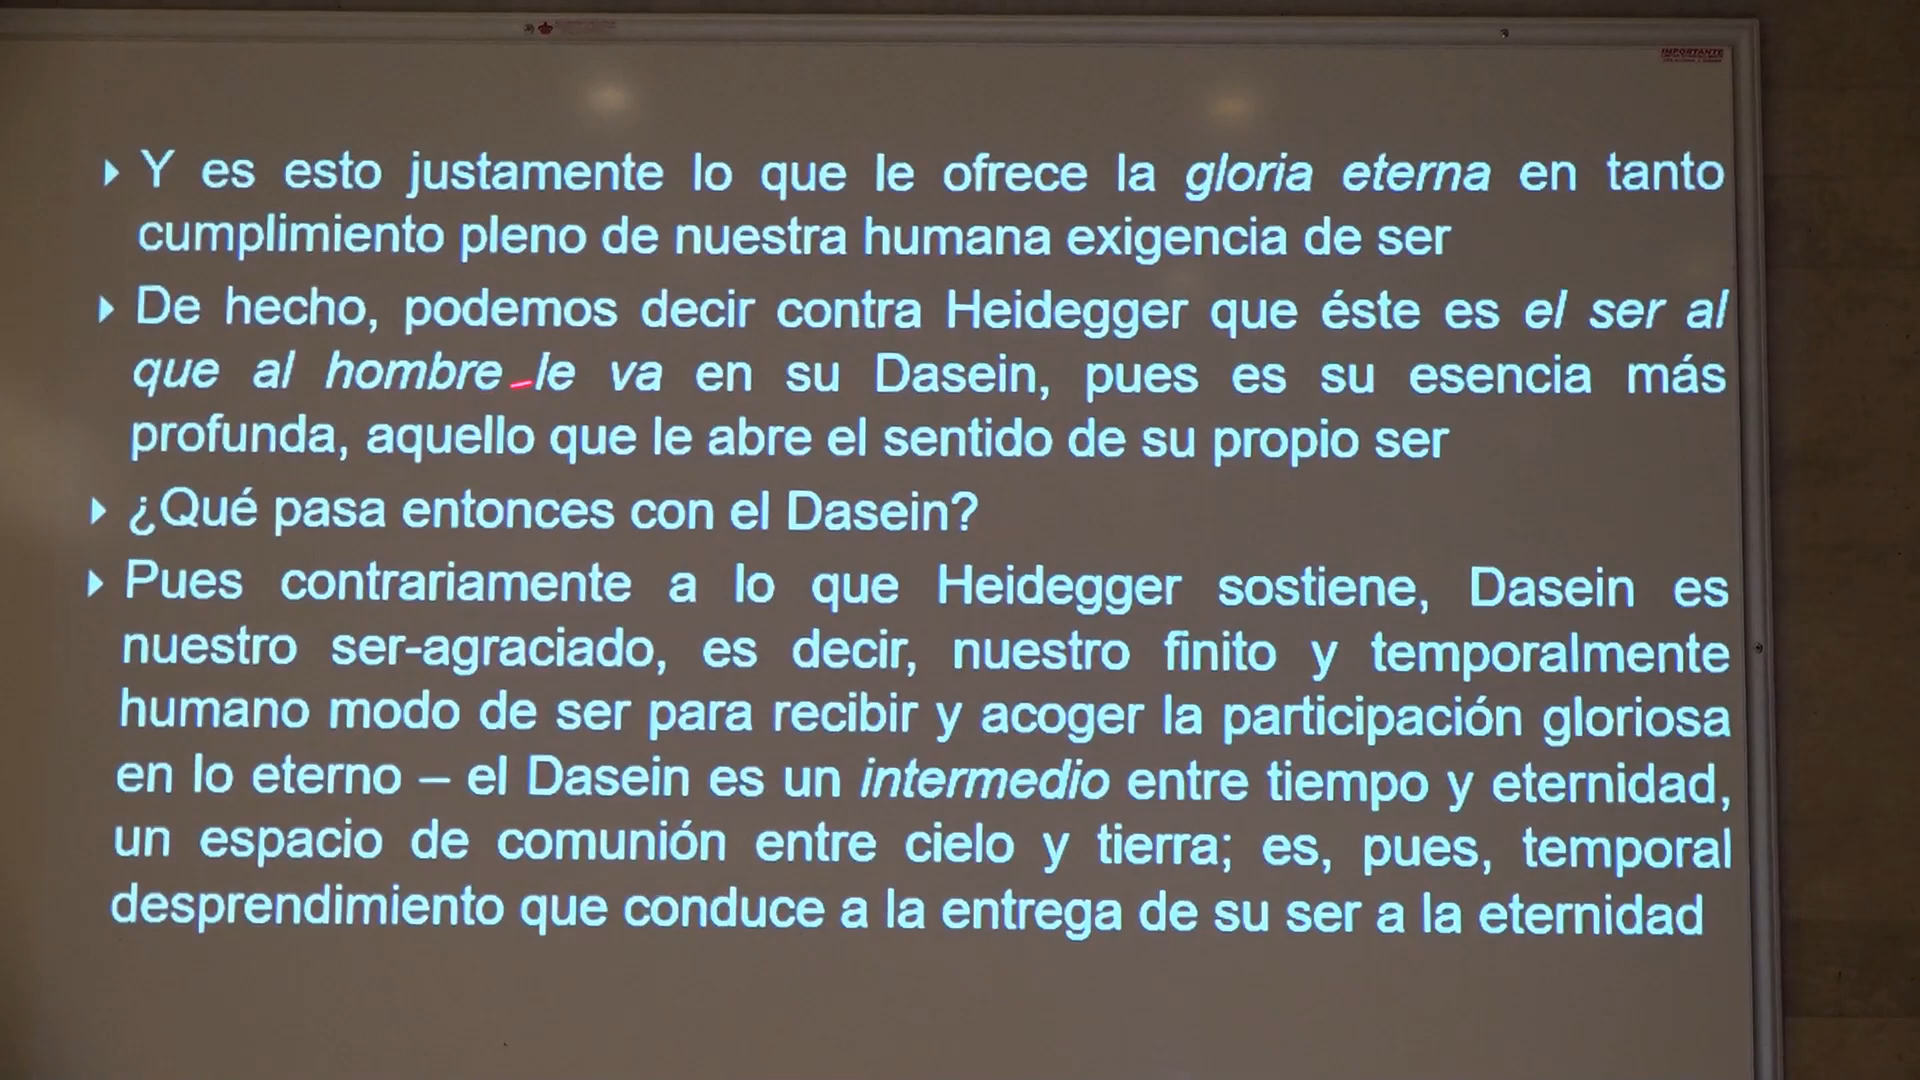 IMPORTANTE
Y es esto justamente lo que le ofrece la gloria eterna en tanto
cumplimiento pleno de nuestra humana exigencia de ser
De hecho, podemos decir contra Heidegger que éste es el ser al
que al hombre le va en su Dasein, pues es su esencia más
profunda, aquello que le abre el sentido de su propio ser
¿Qué pasa entonces con el Dasein?
Pues contrariamente a lo que Heidegger sostiene, Dasein es
nuestro ser-agraciado, es decir, nuestro finito y temporalmente
humano modo de ser para recibir y acoger la participación gloriosa
en lo eterno – el Dasein es un intermedio entre tiempo y eternidad,
un espacio de comunión entre cielo y tierra; es, pues, temporal
desprendimiento que conduce a la entrega de su ser a la eternidad